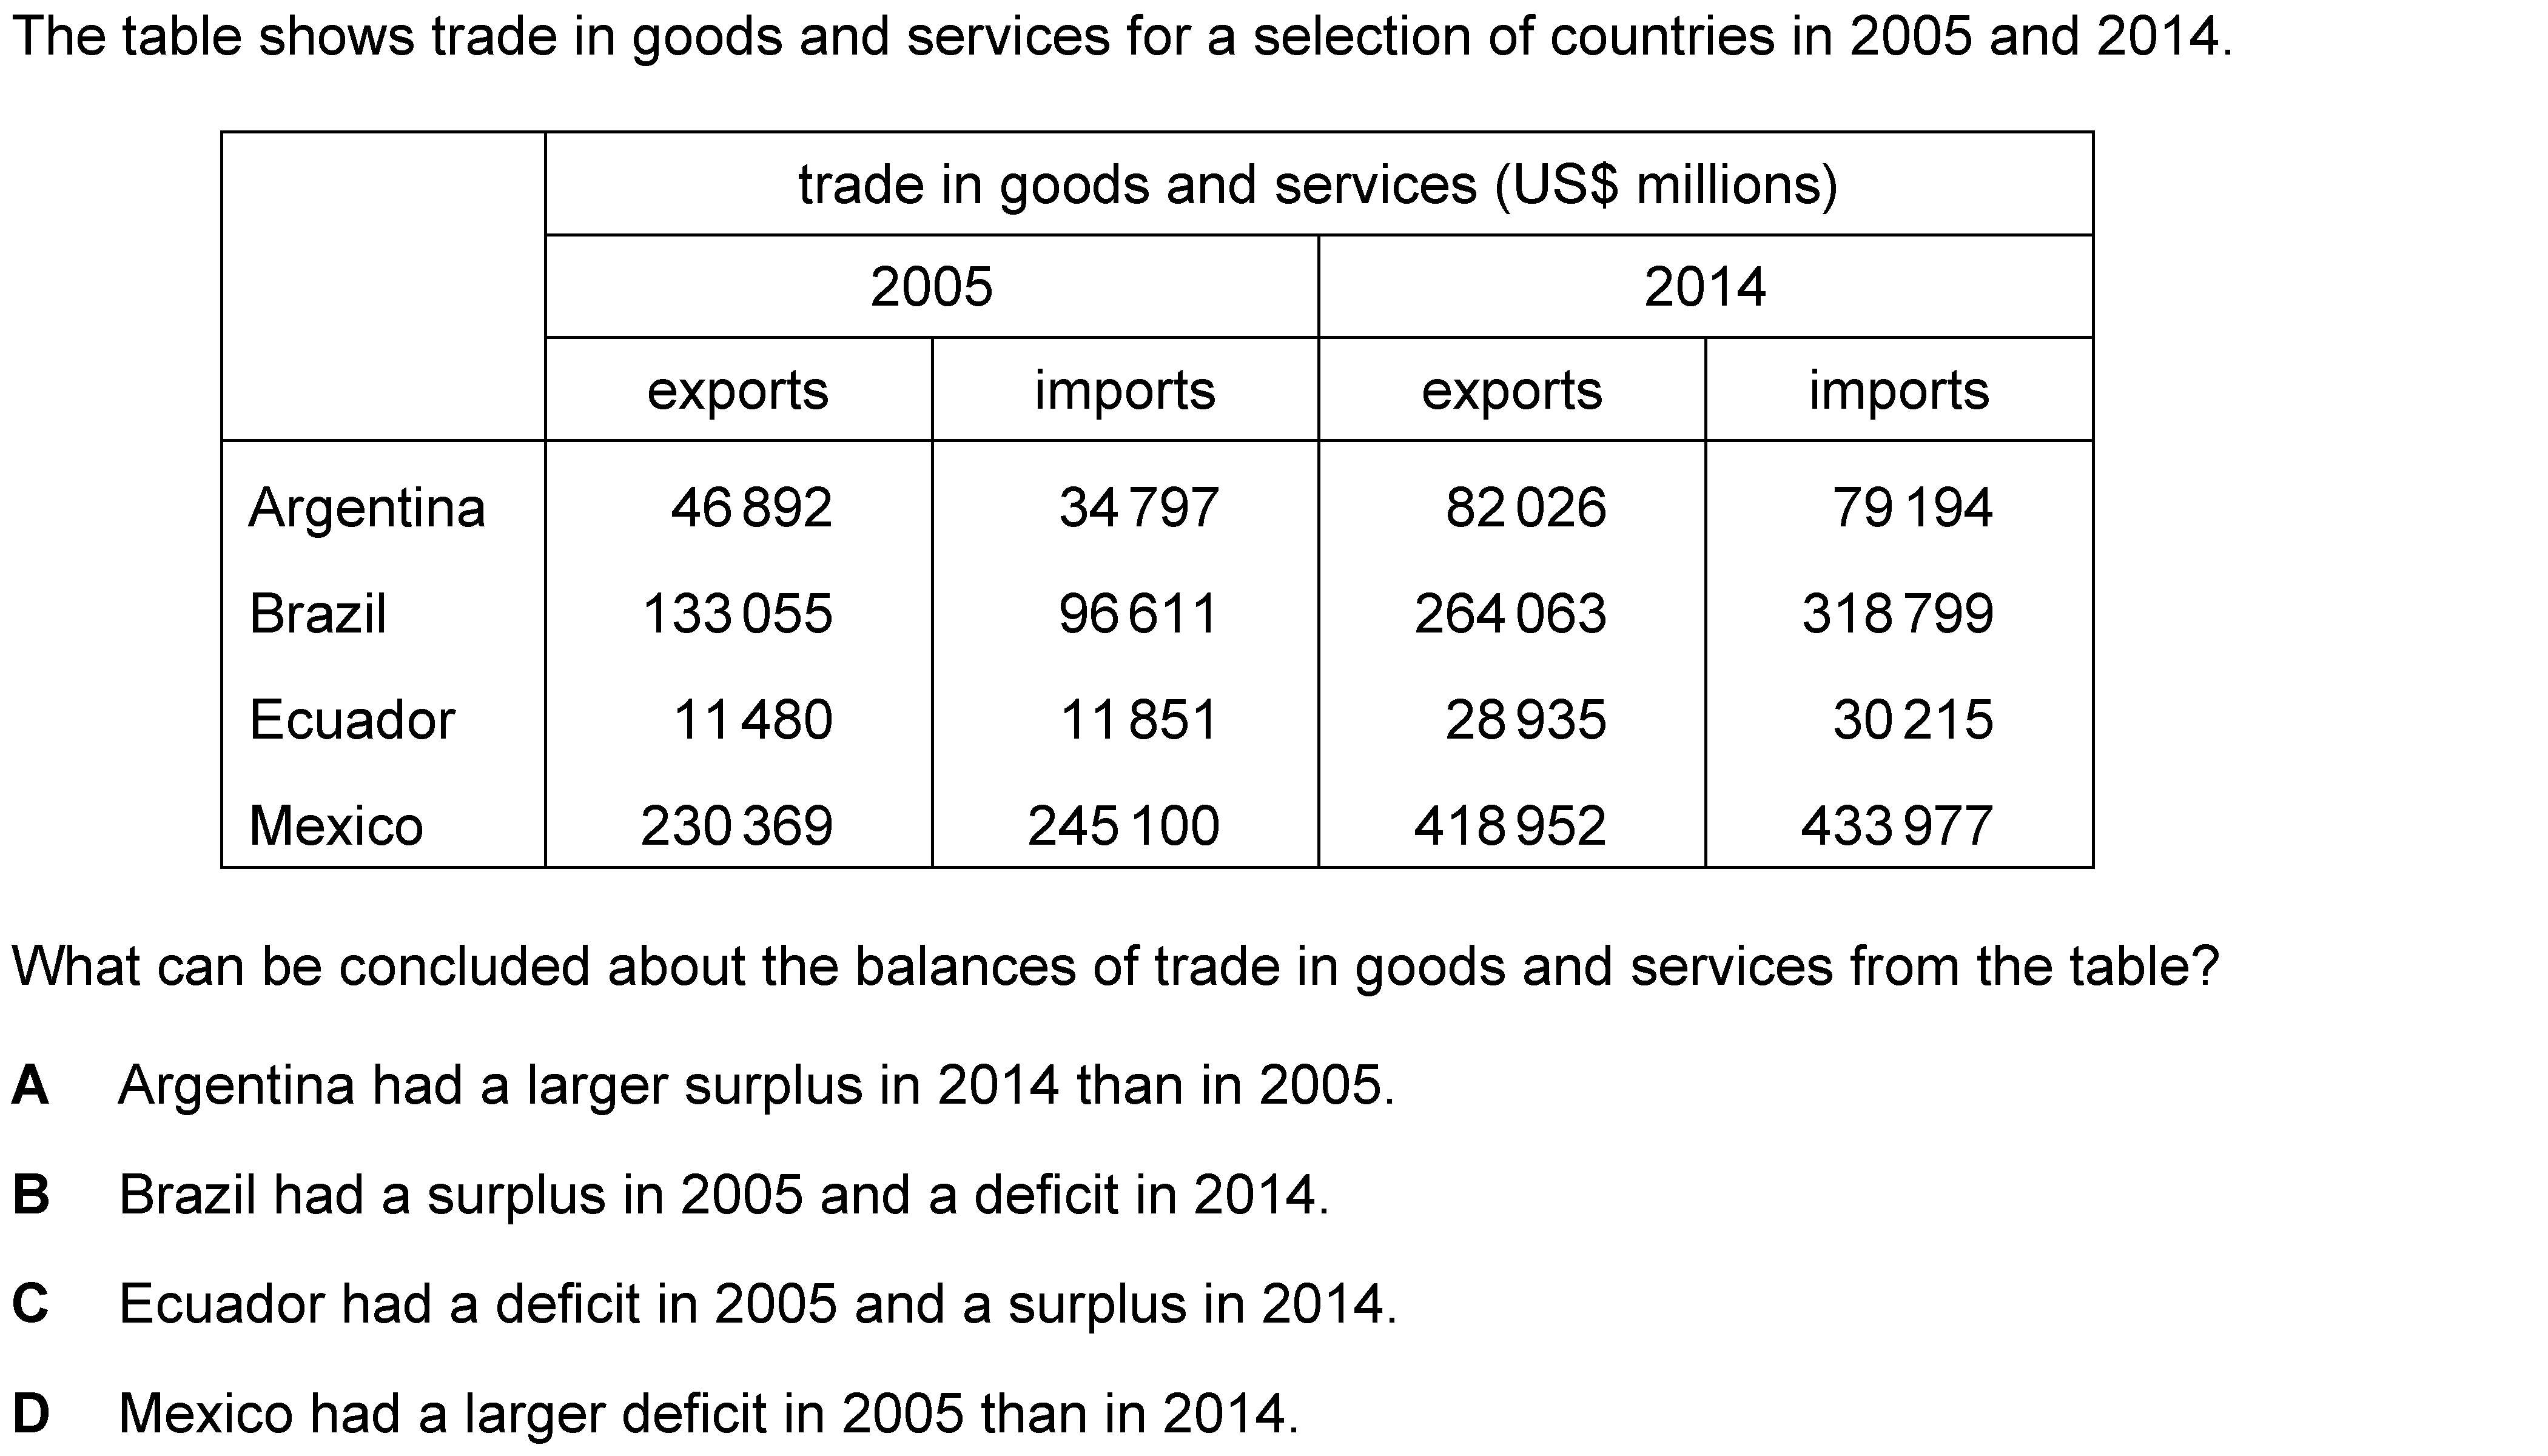 The table shows trade in goods and services for a selection of countries in 2005 and 2014.
trade in goods and services (US$ millions)
2005 2014
exports imports exports imports
Argentina 46 892 34 797 82 026 79 194
Brazil 133 055 96 611 264 063 318 799
Ecuador 11 480 11 851 28 935 30 215
Mexico 230 369 245 100 418 952 433 977
What can be concluded about the balances of trade in goods and services from the table?
A Argentina had a larger surplus in 2014 than in 2005.
B Brazil had a surplus in 2005 and a deficit in 2014.
C Ecuador had a deficit in 2005 and a surplus in 2014.
D Mexico had a larger deficit in 2005 than in 2014.